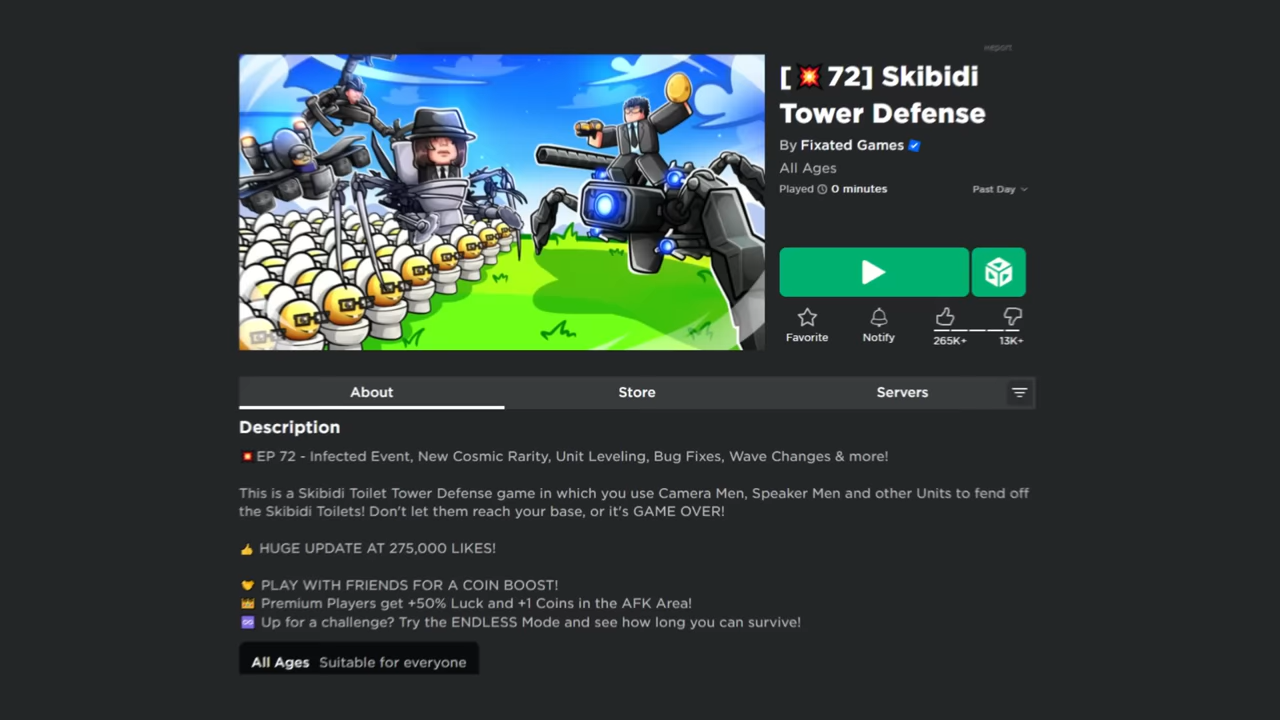 Report
[💥 72] Skibidi
Tower Defense
By Fixated Games
All Ages
Played 0 minutes
Past Day
Favorite
Notify
265K+
13K+
About
Store
Servers
Description
💥 EP 72 - Infected Event, New Cosmic Rarity, Unit Leveling, Bug Fixes, Wave Changes & more!
This is a Skibidi Toilet Tower Defense game in which you use Camera Men, Speaker Men and other Units to fend off
the Skibidi Toilets! Don't let them reach your base, or it's GAME OVER!
👍 HUGE UPDATE AT 275,000 LIKES!
🤝 PLAY WITH FRIENDS FOR A COIN BOOST!
👑 Premium Players get +50% Luck and +1 Coins in the AFK Area!
♾️ Up for a challenge? Try the ENDLESS Mode and see how long you can survive!
All Ages Suitable for everyone